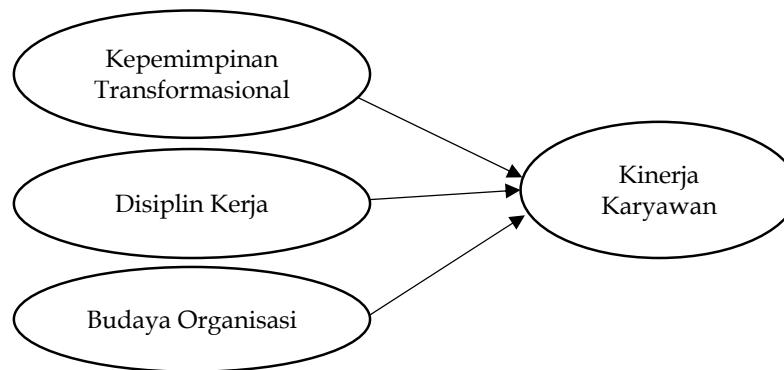 Kepemimpinan
Transformasional
Disiplin Kerja
Kinerja
Karyawan
Budaya Organisasi